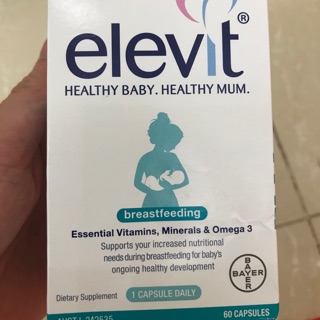 elevit®
HEALTHY BABY. HEALTHY MUM.
breastfeeding
Essential Vitamins, Minerals & Omega 3
Supports your increased nutritional
needs during breastfeeding for baby's
ongoing healthy development
BAYER
BAYER
Dietary Supplement 1 CAPSULE DAILY
60 CAPSULES